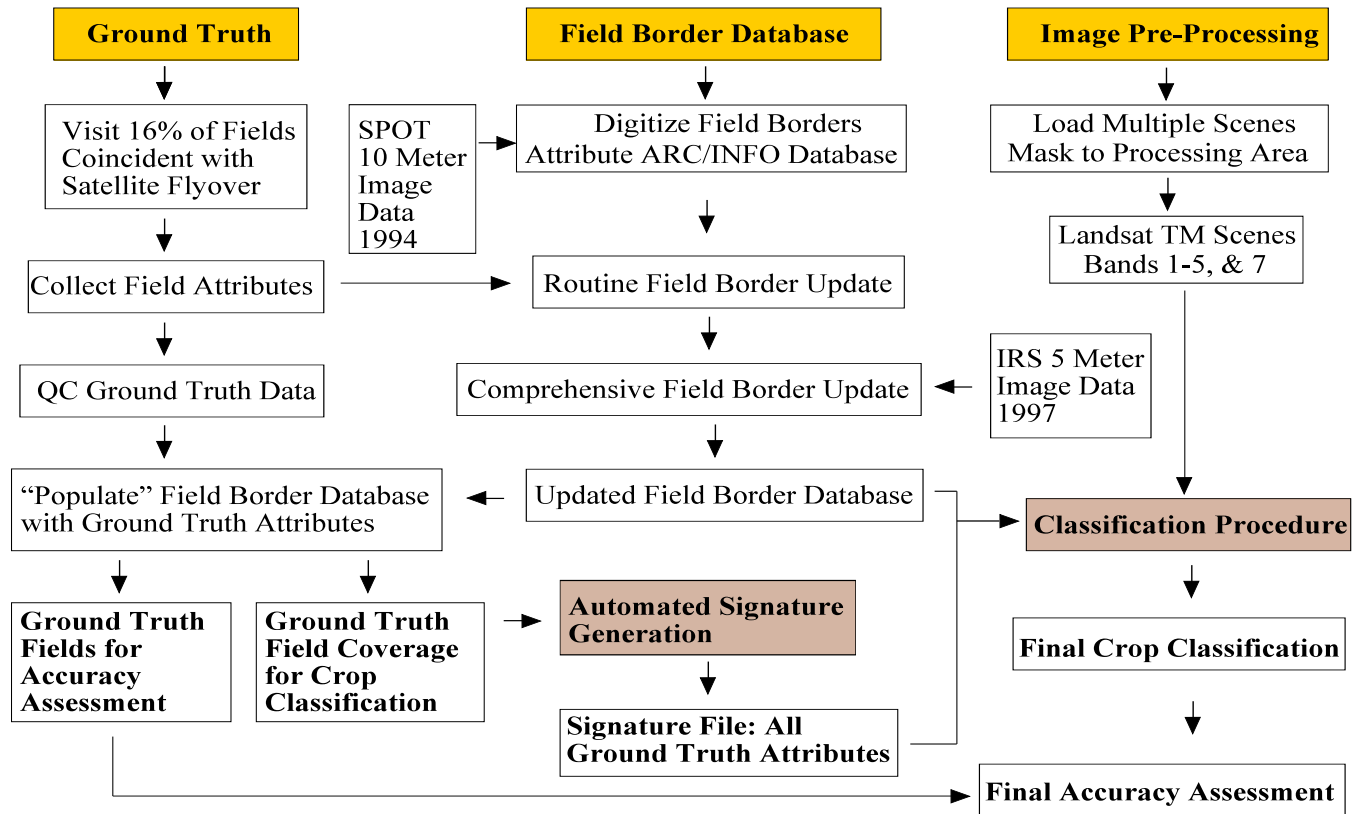 Ground Truth
Field Border Database
Image Pre-Processing
Visit 16% of Fields
Coincident with
Satellite Flyover
SPOT
10 Meter
Image
Data
1994
Digitize Field Borders
Attribute ARC/INFO Database
Load Multiple Scenes
Mask to Processing Area
Landsat TM Scenes
Bands 1-5, & 7
Collect Field Attributes
Routine Field Border Update
QC Ground Truth Data
Comprehensive Field Border Update
IRS 5 Meter
Image Data
1997
“Populate” Field Border Database
with Ground Truth Attributes
Updated Field Border Database
Classification Procedure
Ground Truth
Fields for
Accuracy
Assessment
Ground Truth
Field Coverage
for Crop
Classification
Automated Signature
Generation
Final Crop Classification
Signature File: All
Ground Truth Attributes
Final Accuracy Assessment